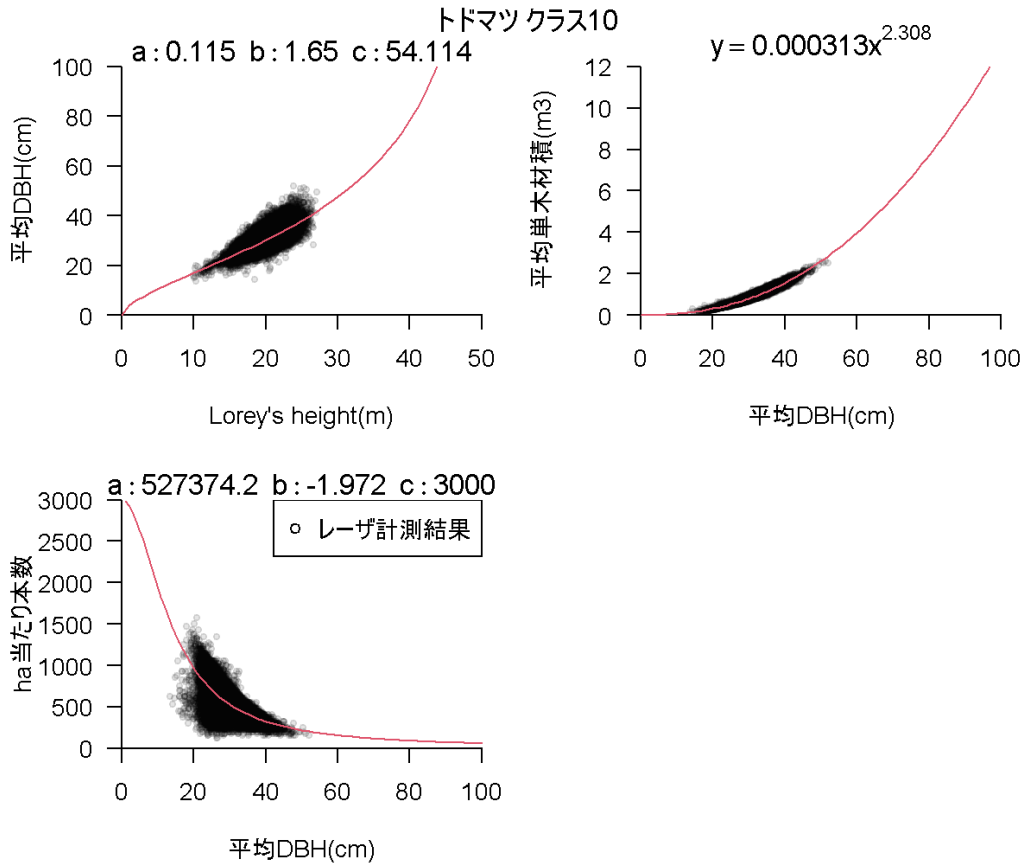 トドマツ クラス10
a : 0.115 b : 1.65 c : 54.114
平均DBH(cm)
100
80
60
40
20
0
0 10 20 30 40 50
Lorey's height(m)
y = 0.000313x^2.308
平均単木材積(m3)
12
10
8
6
4
2
0
0 20 40 60 80 100
平均DBH(cm)
a : 527374.2 b : -1.972 c : 3000
レーザ計測結果
ha当たり本数
3000
2500
2000
1500
1000
500
0
0 20 40 60 80 100
平均DBH(cm)